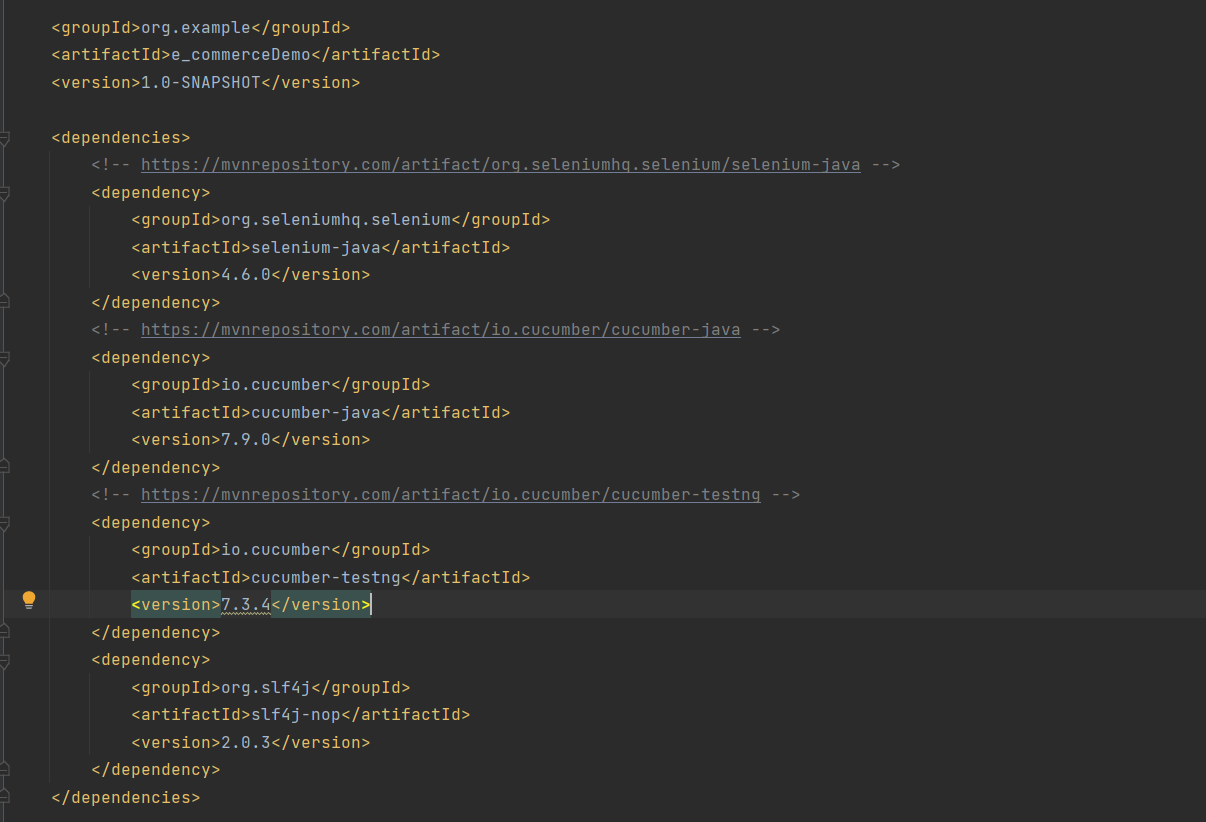 <groupId>org.example</groupId>
<artifactId>e_commerceDemo</artifactId>
<version>1.0-SNAPSHOT</version>
<dependencies>
<!-- https://mvnrepository.com/artifact/org.seleniumhq.selenium/selenium-java -->
<dependency>
<groupId>org.seleniumhq.selenium</groupId>
<artifactId>selenium-java</artifactId>
<version>4.6.0</version>
</dependency>
<!-- https://mvnrepository.com/artifact/io.cucumber/cucumber-java -->
<dependency>
<groupId>io.cucumber</groupId>
<artifactId>cucumber-java</artifactId>
<version>7.9.0</version>
</dependency>
<!-- https://mvnrepository.com/artifact/io.cucumber/cucumber-testng -->
<dependency>
<groupId>io.cucumber</groupId>
<artifactId>cucumber-testng</artifactId>
<version>7.3.4</version>
</dependency>
<dependency>
<groupId>org.slf4j</groupId>
<artifactId>slf4j-nop</artifactId>
<version>2.0.3</version>
</dependency>
</dependencies>